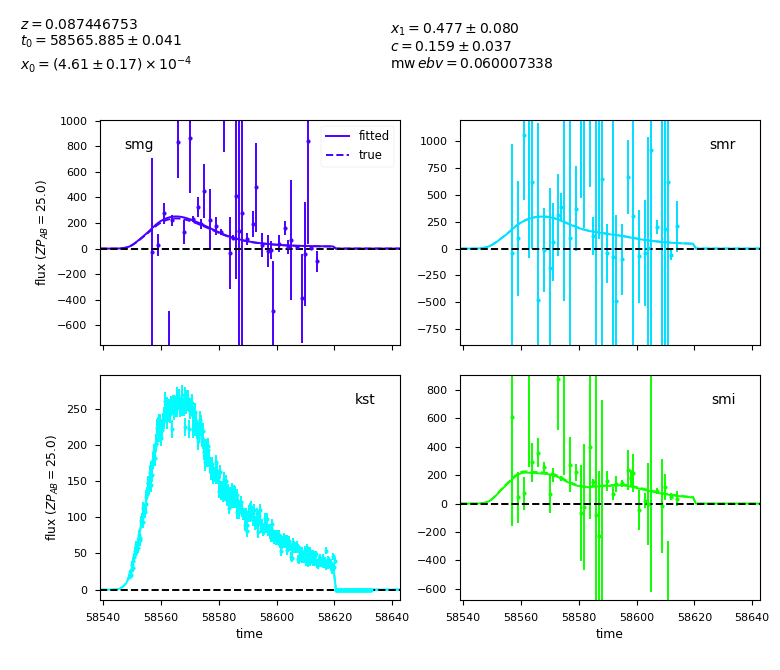 z = 0.087446753
t₀ = 58565.885 ± 0.041
x₀ = (4.61 ± 0.17) × 10⁻⁴
x₁ = 0.477 ± 0.080
c = 0.159 ± 0.037
mw ebv = 0.060007338
smg
fitted
true
flux (ZP_AB = 25.0)
1000
800
600
400
200
0
−200
−400
−600
smr
1000
750
500
250
0
−250
−500
−750
kst
flux (ZP_AB = 25.0)
250
200
150
100
50
0
58540
58560
58580
58600
58620
58640
time
smi
800
600
400
200
0
−200
−400
−600
58540
58560
58580
58600
58620
58640
time